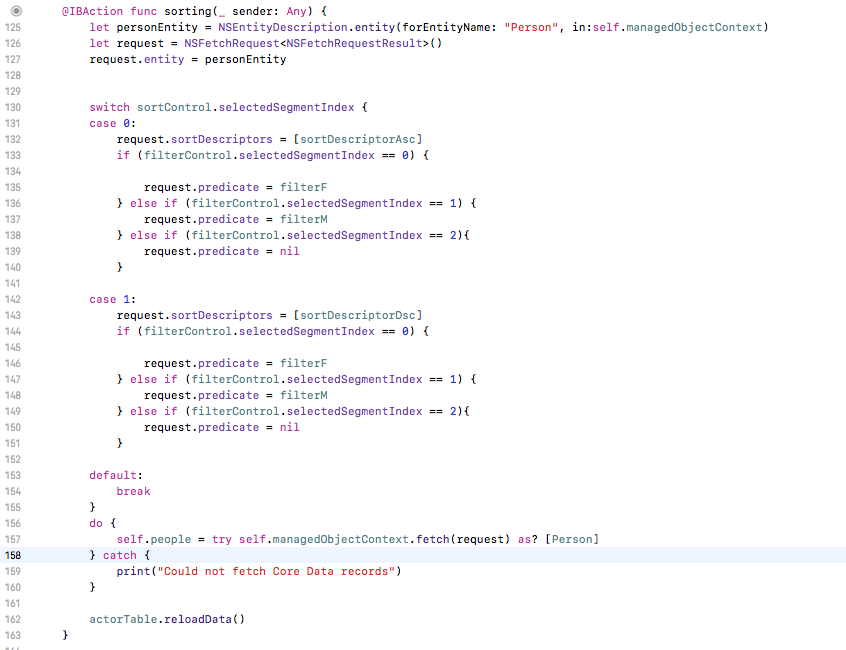 @IBAction func sorting(_ sender: Any) {
125 let personEntity = NSEntityDescription.entity(forEntityName: "Person", in:self.managedObjectContext)
126 let request = NSFetchRequest<NSFetchRequestResult>()
127 request.entity = personEntity
128
129
130 switch sortControl.selectedSegmentIndex {
131 case 0:
132 request.sortDescriptors = [sortDescriptorAsc]
133 if (filterControl.selectedSegmentIndex == 0) {
134
135 request.predicate = filterF
136 } else if (filterControl.selectedSegmentIndex == 1) {
137 request.predicate = filterM
138 } else if (filterControl.selectedSegmentIndex == 2){
139 request.predicate = nil
140 }
141
142 case 1:
143 request.sortDescriptors = [sortDescriptorDsc]
144 if (filterControl.selectedSegmentIndex == 0) {
145
146 request.predicate = filterF
147 } else if (filterControl.selectedSegmentIndex == 1) {
148 request.predicate = filterM
149 } else if (filterControl.selectedSegmentIndex == 2){
150 request.predicate = nil
151 }
152
153 default:
154 break
155 }
156 do {
157 self.people = try self.managedObjectContext.fetch(request) as? [Person]
158 } catch {
159 print("Could not fetch Core Data records")
160 }
161
162 actorTable.reloadData()
163 }